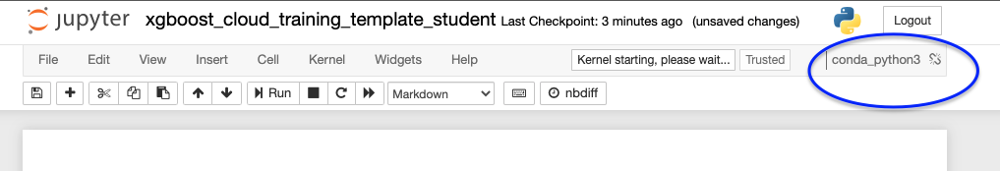 jupyter xgboost_cloud_training_template_student Last Checkpoint: 3 minutes ago (unsaved changes) Logout
File Edit View Insert Cell Kernel Widgets Help Kernel starting, please wait... Trusted conda_python3
Run Markdown nbdiff